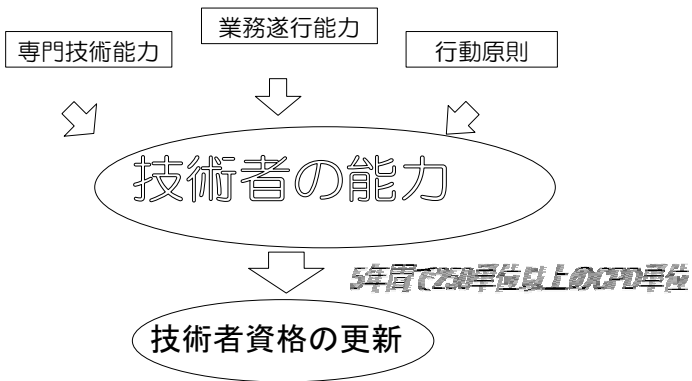 業務遂行能力
専門技術能力
行動原則
技術者の能力
5年間で250単位以上のCPD単位
技術者資格の更新